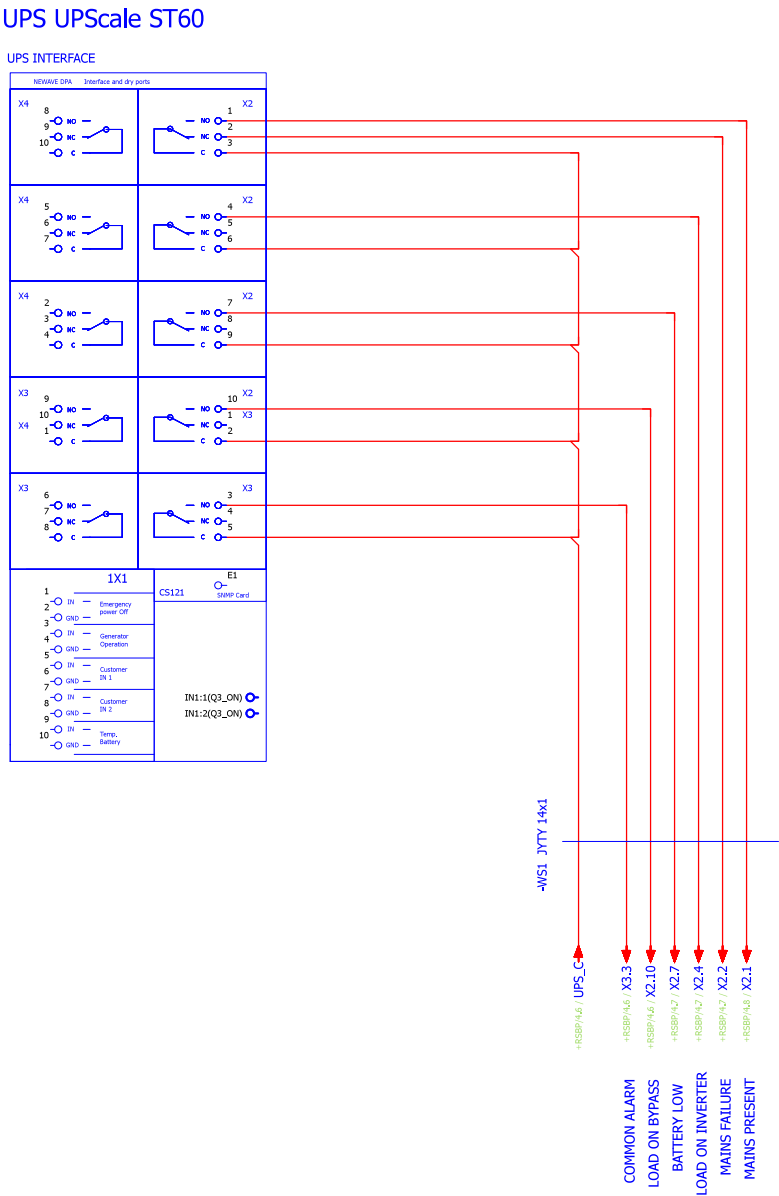 UPS UPScale ST60
UPS INTERFACE
NEWAVE DPA Interface and dry ports
X4 X2
8 NO NO 1
9 NC NC 2
10 C C 3
X4 X2
5 NO NO 4
6 NC NC 5
7 C C 6
X4 X2
2 NO NO 7
3 NC NC 8
4 C C 9
X3 X2
9 NO NO 10
X4 X3
10 NC NC 1
1 C C 2
X3 X3
6 NO NO 3
7 NC NC 4
8 C C 5
1X1
E1
CS121
SNMP Card
1 IN
Emergency
power Off
2 GND
3 IN
Generator
Operation
4 GND
5 IN
Customer
IN 1
6 GND
7 IN
Customer
IN 2
8 GND
9 IN
Temp.
Battery
10 GND
IN1:1(Q3_ON)
IN1:2(Q3_ON)
-WS1 JYTY 14x1
+RSBP/4.6 / UPS_C
+RSBP/4.6 / X3.3
+RSBP/4.6 / X2.10
+RSBP/4.7 / X2.7
+RSBP/4.7 / X2.4
+RSBP/4.7 / X2.2
+RSBP/4.8 / X2.1
COMMON ALARM
LOAD ON BYPASS
BATTERY LOW
LOAD ON INVERTER
MAINS FAILURE
MAINS PRESENT